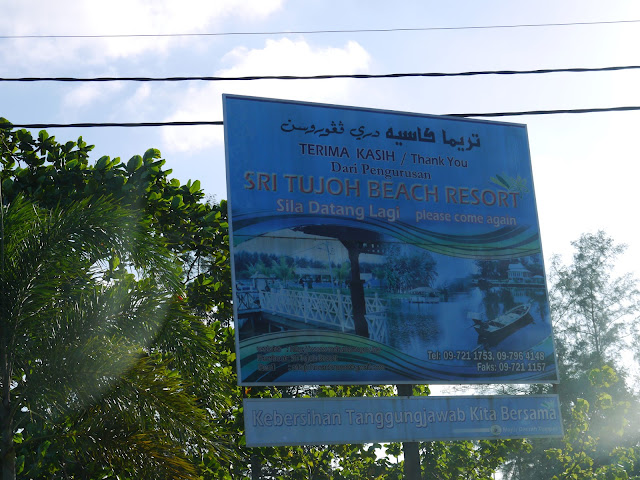 تريما كاسيه دري ڤڠوروسن
TERIMA KASIH / Thank You
Dari Pengurusan
SRI TUJOH BEACH RESORT
Sila Datang Lagi please come again
Tel: 09-721 1753, 09-796 4148
Faks: 09-721 1157
Kebersihan Tanggungjawab Kita Bersama